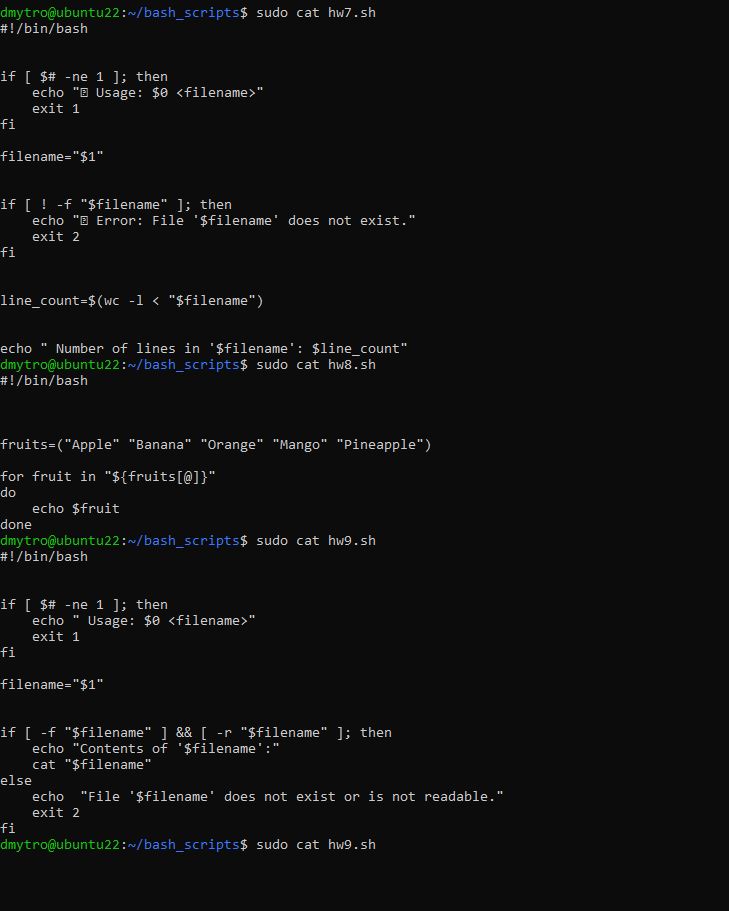 dmytro@ubuntu22:~/bash_scripts$ sudo cat hw7.sh
#!/bin/bash
if [ $# -ne 1 ]; then
    echo " Usage: $0 <filename>"
    exit 1
fi
filename="$1"
if [ ! -f "$filename" ]; then
    echo " Error: File '$filename' does not exist."
    exit 2
fi
line_count=$(wc -l < "$filename")
echo " Number of lines in '$filename': $line_count"
dmytro@ubuntu22:~/bash_scripts$ sudo cat hw8.sh
#!/bin/bash
fruits=("Apple" "Banana" "Orange" "Mango" "Pineapple")
for fruit in "${fruits[@]}"
do
    echo $fruit
done
dmytro@ubuntu22:~/bash_scripts$ sudo cat hw9.sh
#!/bin/bash
if [ $# -ne 1 ]; then
    echo " Usage: $0 <filename>"
    exit 1
fi
filename="$1"
if [ -f "$filename" ] && [ -r "$filename" ]; then
    echo "Contents of '$filename':"
    cat "$filename"
else
    echo  "File '$filename' does not exist or is not readable."
    exit 2
fi
dmytro@ubuntu22:~/bash_scripts$ sudo cat hw9.sh